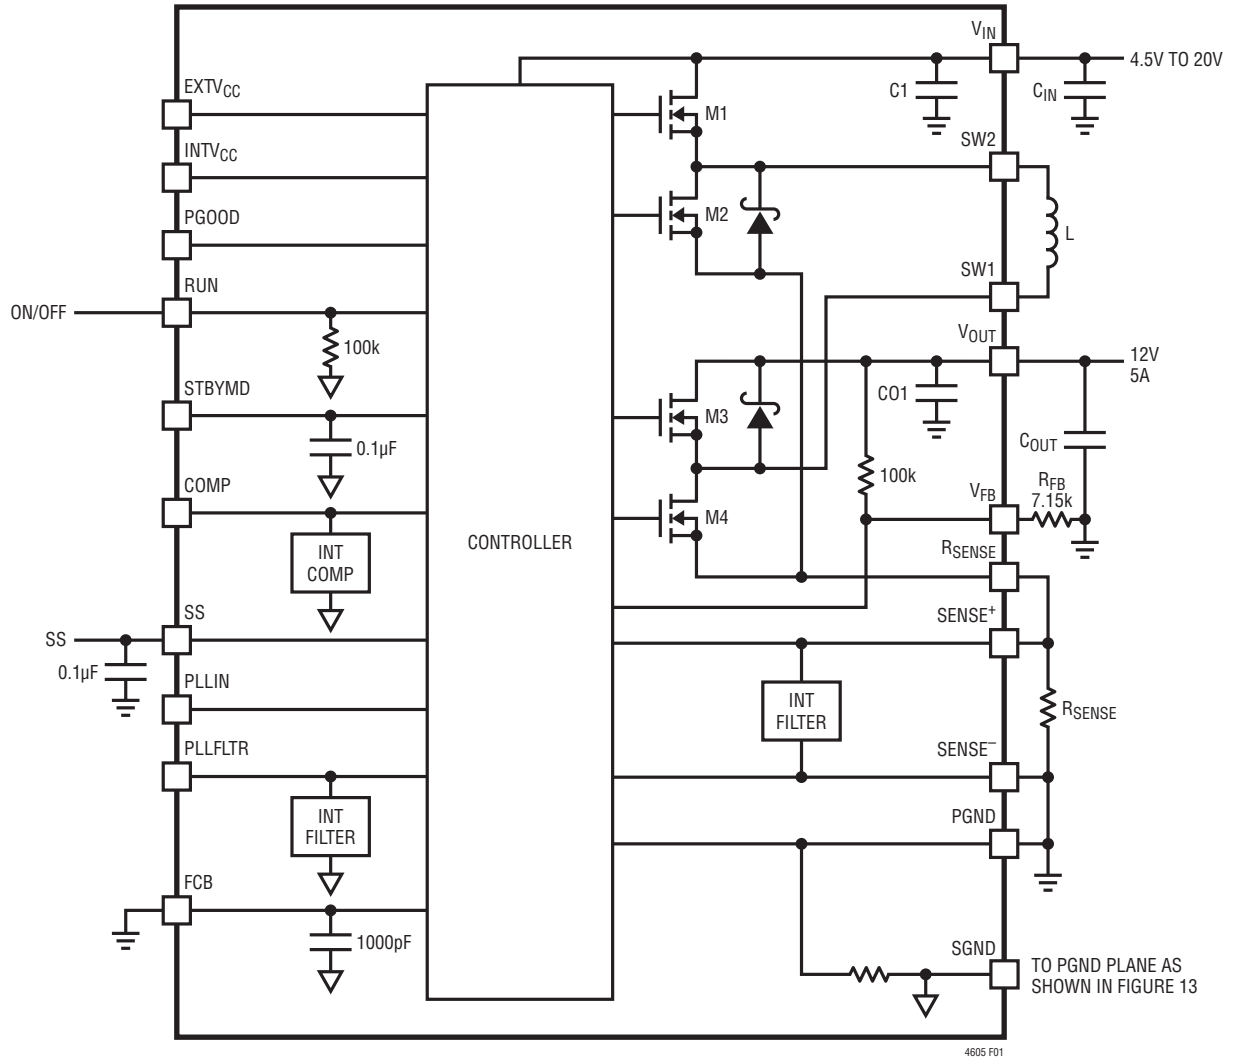 V_IN
4.5V TO 20V
EXTV_CC
C1
C_IN
M1
SW2
INTV_CC
PGOOD
M2
L
RUN
ON/OFF
SW1
V_OUT
100k
12V
5A
STBYMD
CO1
M3
0.1µF
C_OUT
COMP
100k
V_FB
R_FB
7.15k
M4
CONTROLLER
INT
COMP
R_SENSE
SS
SS
SENSE+
0.1µF
PLLIN
INT
FILTER
R_SENSE
PLLFLTR
SENSE–
INT
FILTER
PGND
FCB
1000pF
SGND
TO PGND PLANE AS
SHOWN IN FIGURE 13
4605 F01